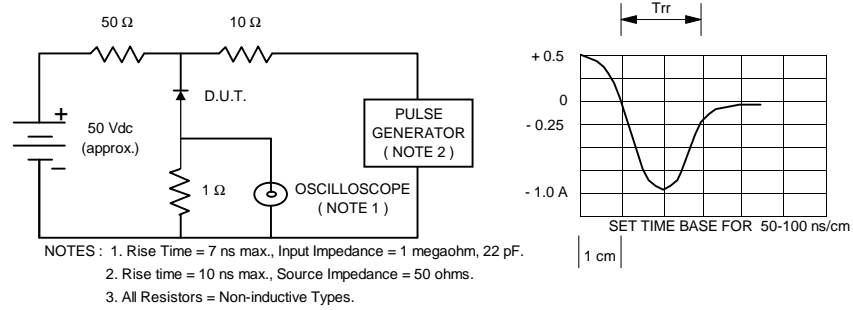 Trr
50 Ω
10 Ω
D.U.T.
+
50 Vdc
(approx.)
−
1 Ω
OSCILLOSCOPE
( NOTE 1 )
PULSE
GENERATOR
( NOTE 2 )
+ 0.5
0
- 0.25
- 1.0 A
SET TIME BASE FOR 50-100 ns/cm
1 cm
NOTES : 1. Rise Time = 7 ns max., Input Impedance = 1 megaohm, 22 pF.
2. Rise time = 10 ns max., Source Impedance = 50 ohms.
3. All Resistors = Non-inductive Types.